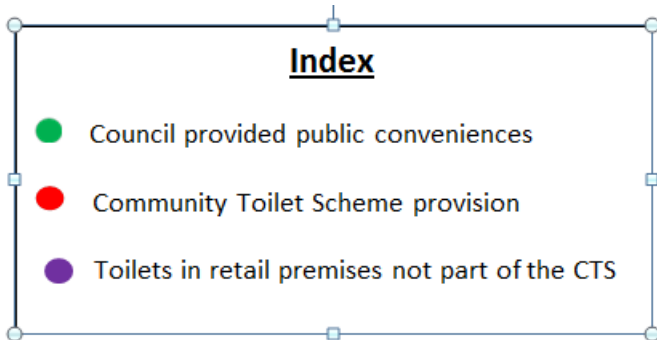 Index
Council provided public conveniences
Community Toilet Scheme provision
Toilets in retail premises not part of the CTS